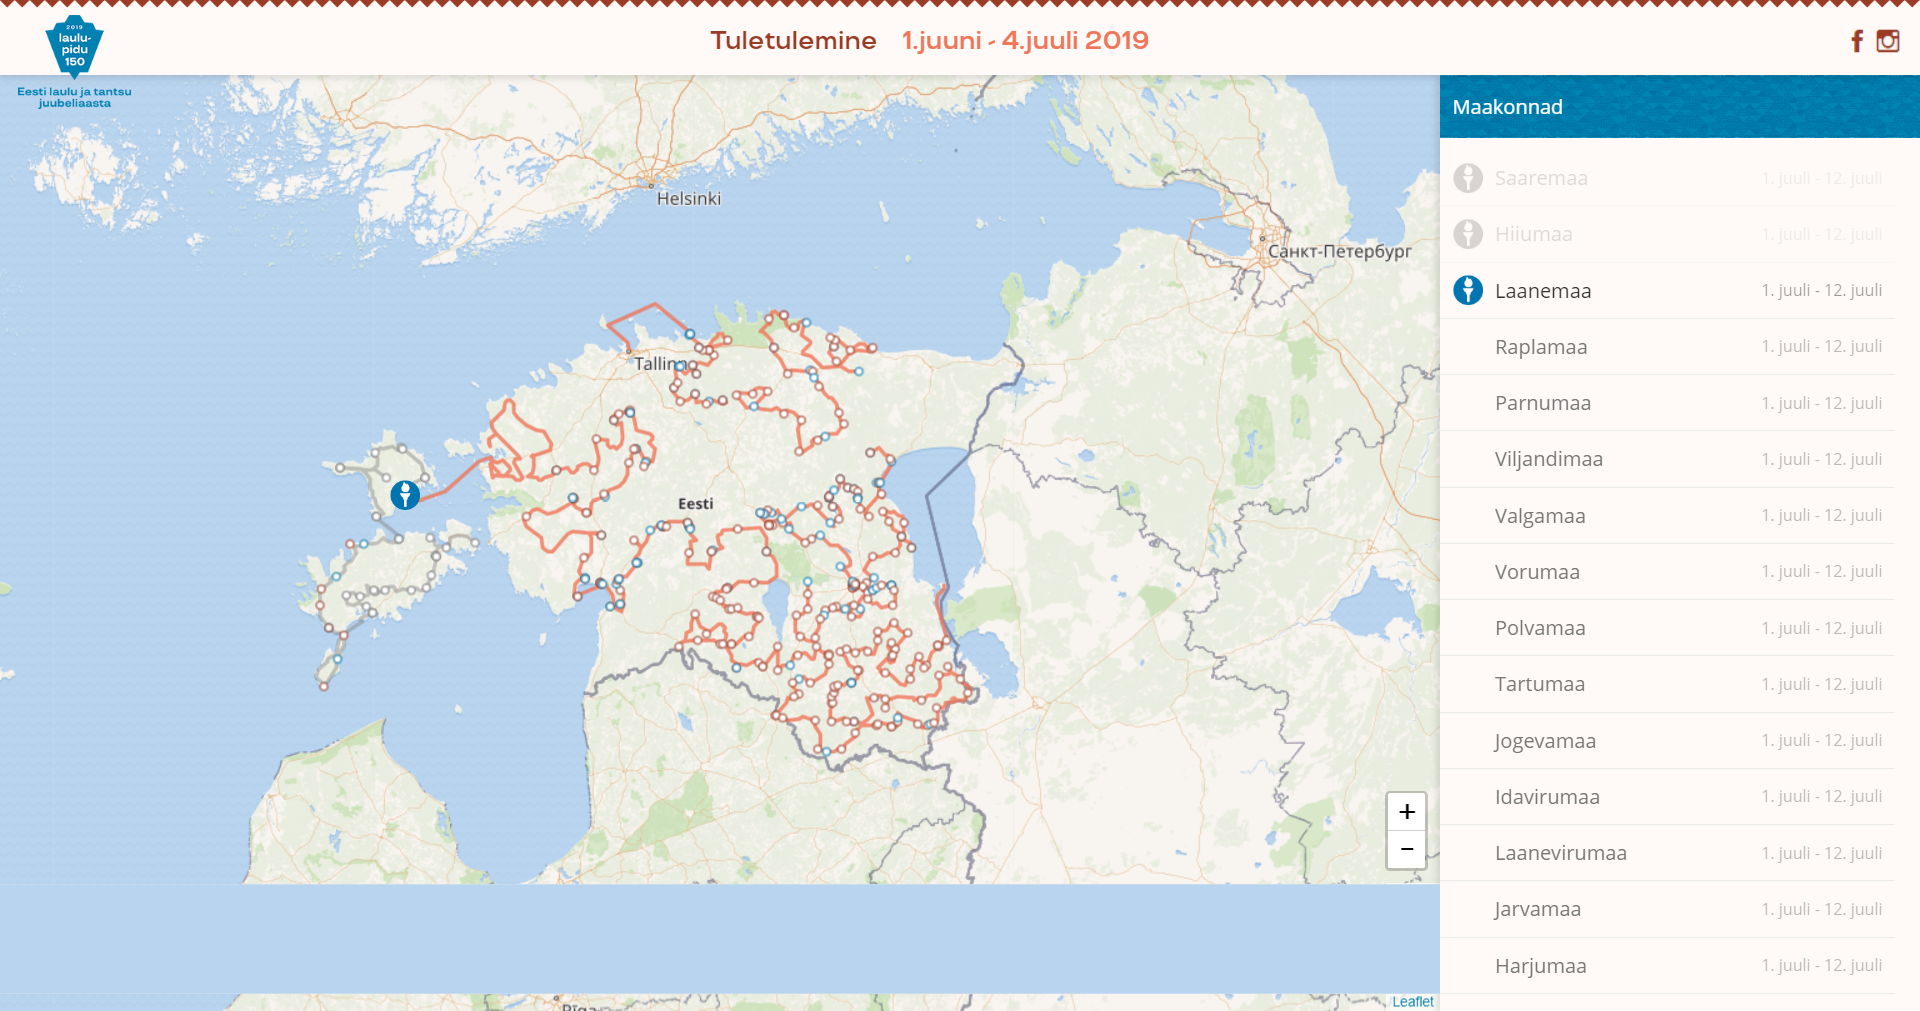 2019
laulu-
pidu
150
Eesti laulu ja tantsu
juubeliaasta
Tuletulemine 1.juuni - 4.juuli 2019
f
Maakonnad
Saaremaa 1. juuli - 12. juuli
Hiiumaa 1. juuli - 12. juuli
Laanemaa 1. juuli - 12. juuli
Raplamaa 1. juuli - 12. juuli
Parnumaa 1. juuli - 12. juuli
Viljandimaa 1. juuli - 12. juuli
Valgamaa 1. juuli - 12. juuli
Vorumaa 1. juuli - 12. juuli
Polvamaa 1. juuli - 12. juuli
Tartumaa 1. juuli - 12. juuli
Jogevamaa 1. juuli - 12. juuli
Idavirumaa 1. juuli - 12. juuli
Laanevirumaa 1. juuli - 12. juuli
Jarvamaa 1. juuli - 12. juuli
Harjumaa 1. juuli - 12. juuli
Helsinki
Санкт-Петербург
Tallinn
Eesti
+
−
Leaflet
Rīga